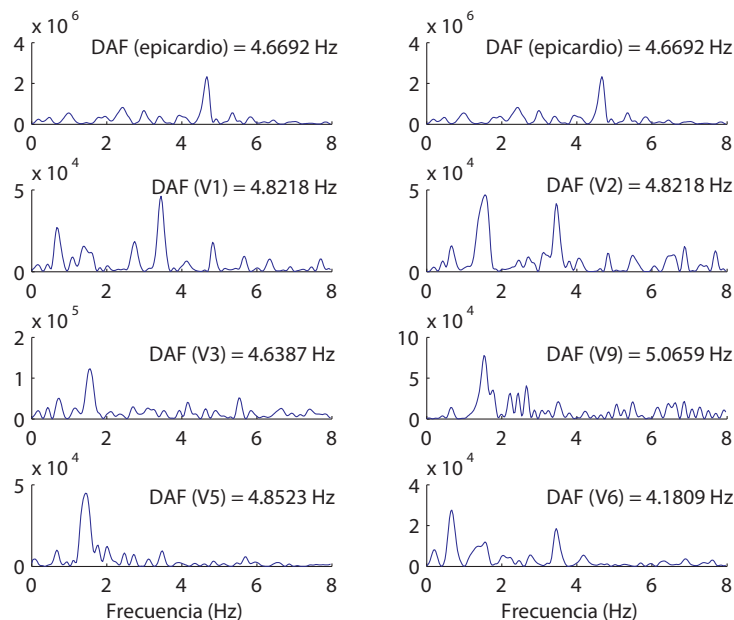 x 10^6
DAF (epicardio) = 4.6692 Hz
4
2
0
0 2 4 6 8
x 10^6
DAF (epicardio) = 4.6692 Hz
4
2
0
0 2 4 6 8
x 10^4
DAF (V1) = 4.8218 Hz
5
0
0 2 4 6 8
x 10^4
DAF (V2) = 4.8218 Hz
5
0
0 2 4 6 8
x 10^5
DAF (V3) = 4.6387 Hz
2
1
0
0 2 4 6 8
x 10^4
DAF (V9) = 5.0659 Hz
10
5
0
0 2 4 6 8
x 10^4
DAF (V5) = 4.8523 Hz
5
0
0 2 4 6 8
Frecuencia (Hz)
x 10^4
DAF (V6) = 4.1809 Hz
4
2
0
0 2 4 6 8
Frecuencia (Hz)